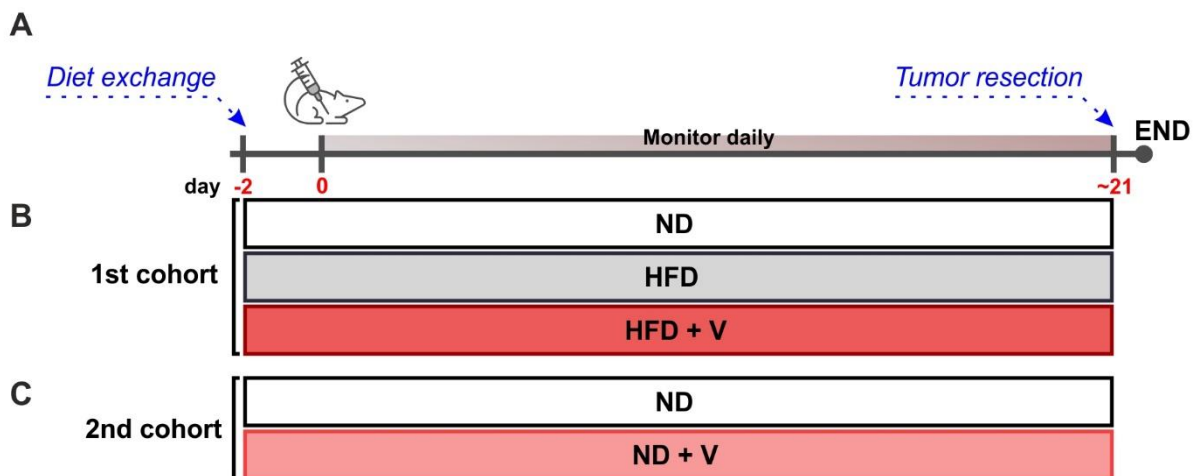 A
Diet exchange
Tumor resection
Monitor daily
END
day -2 0 ~21
B
1st cohort
ND
HFD
HFD + V
C
2nd cohort
ND
ND + V